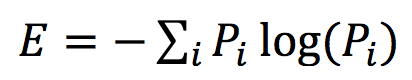 E = −∑ᵢ Pᵢ log(Pᵢ)